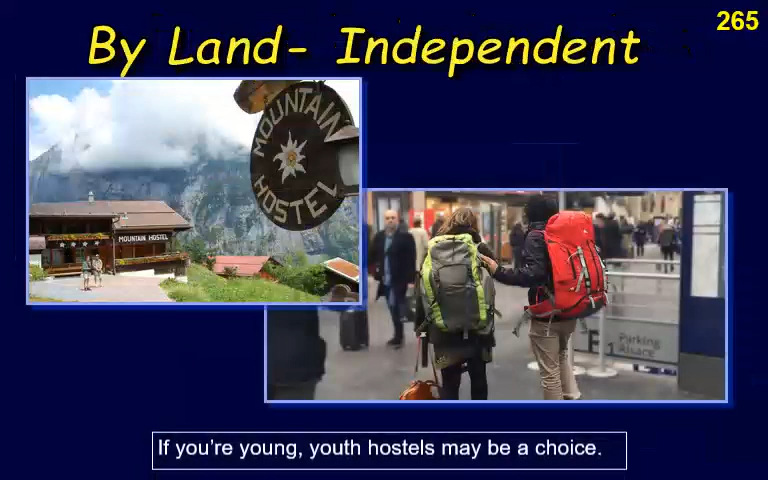 265
By Land- Independent
MOUNTAIN
HOSTEL
MOUNTAIN HOSTEL
E 1 Parking
Alsace
If you're young, youth hostels may be a choice.